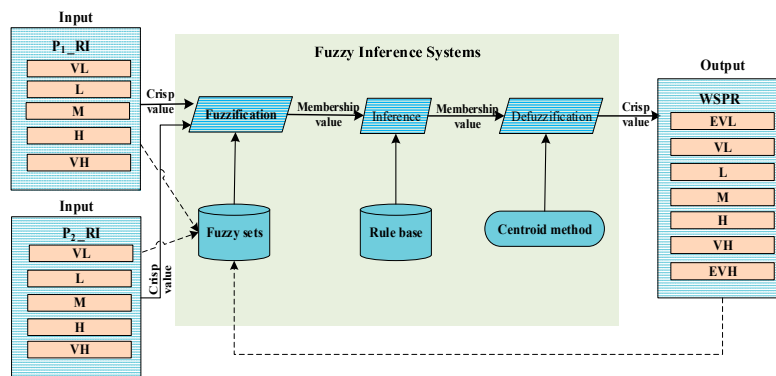 Input
P1_RI
VL
L
M
H
VH
Input
P2_RI
VL
L
M
H
VH
Crisp
value
Crisp
value
Fuzzy Inference Systems
Fuzzification
Membership
value
Inference
Membership
value
Defuzzification
Crisp
value
Fuzzy sets
Rule base
Centroid method
Output
WSPR
EVL
VL
L
M
H
VH
EVH